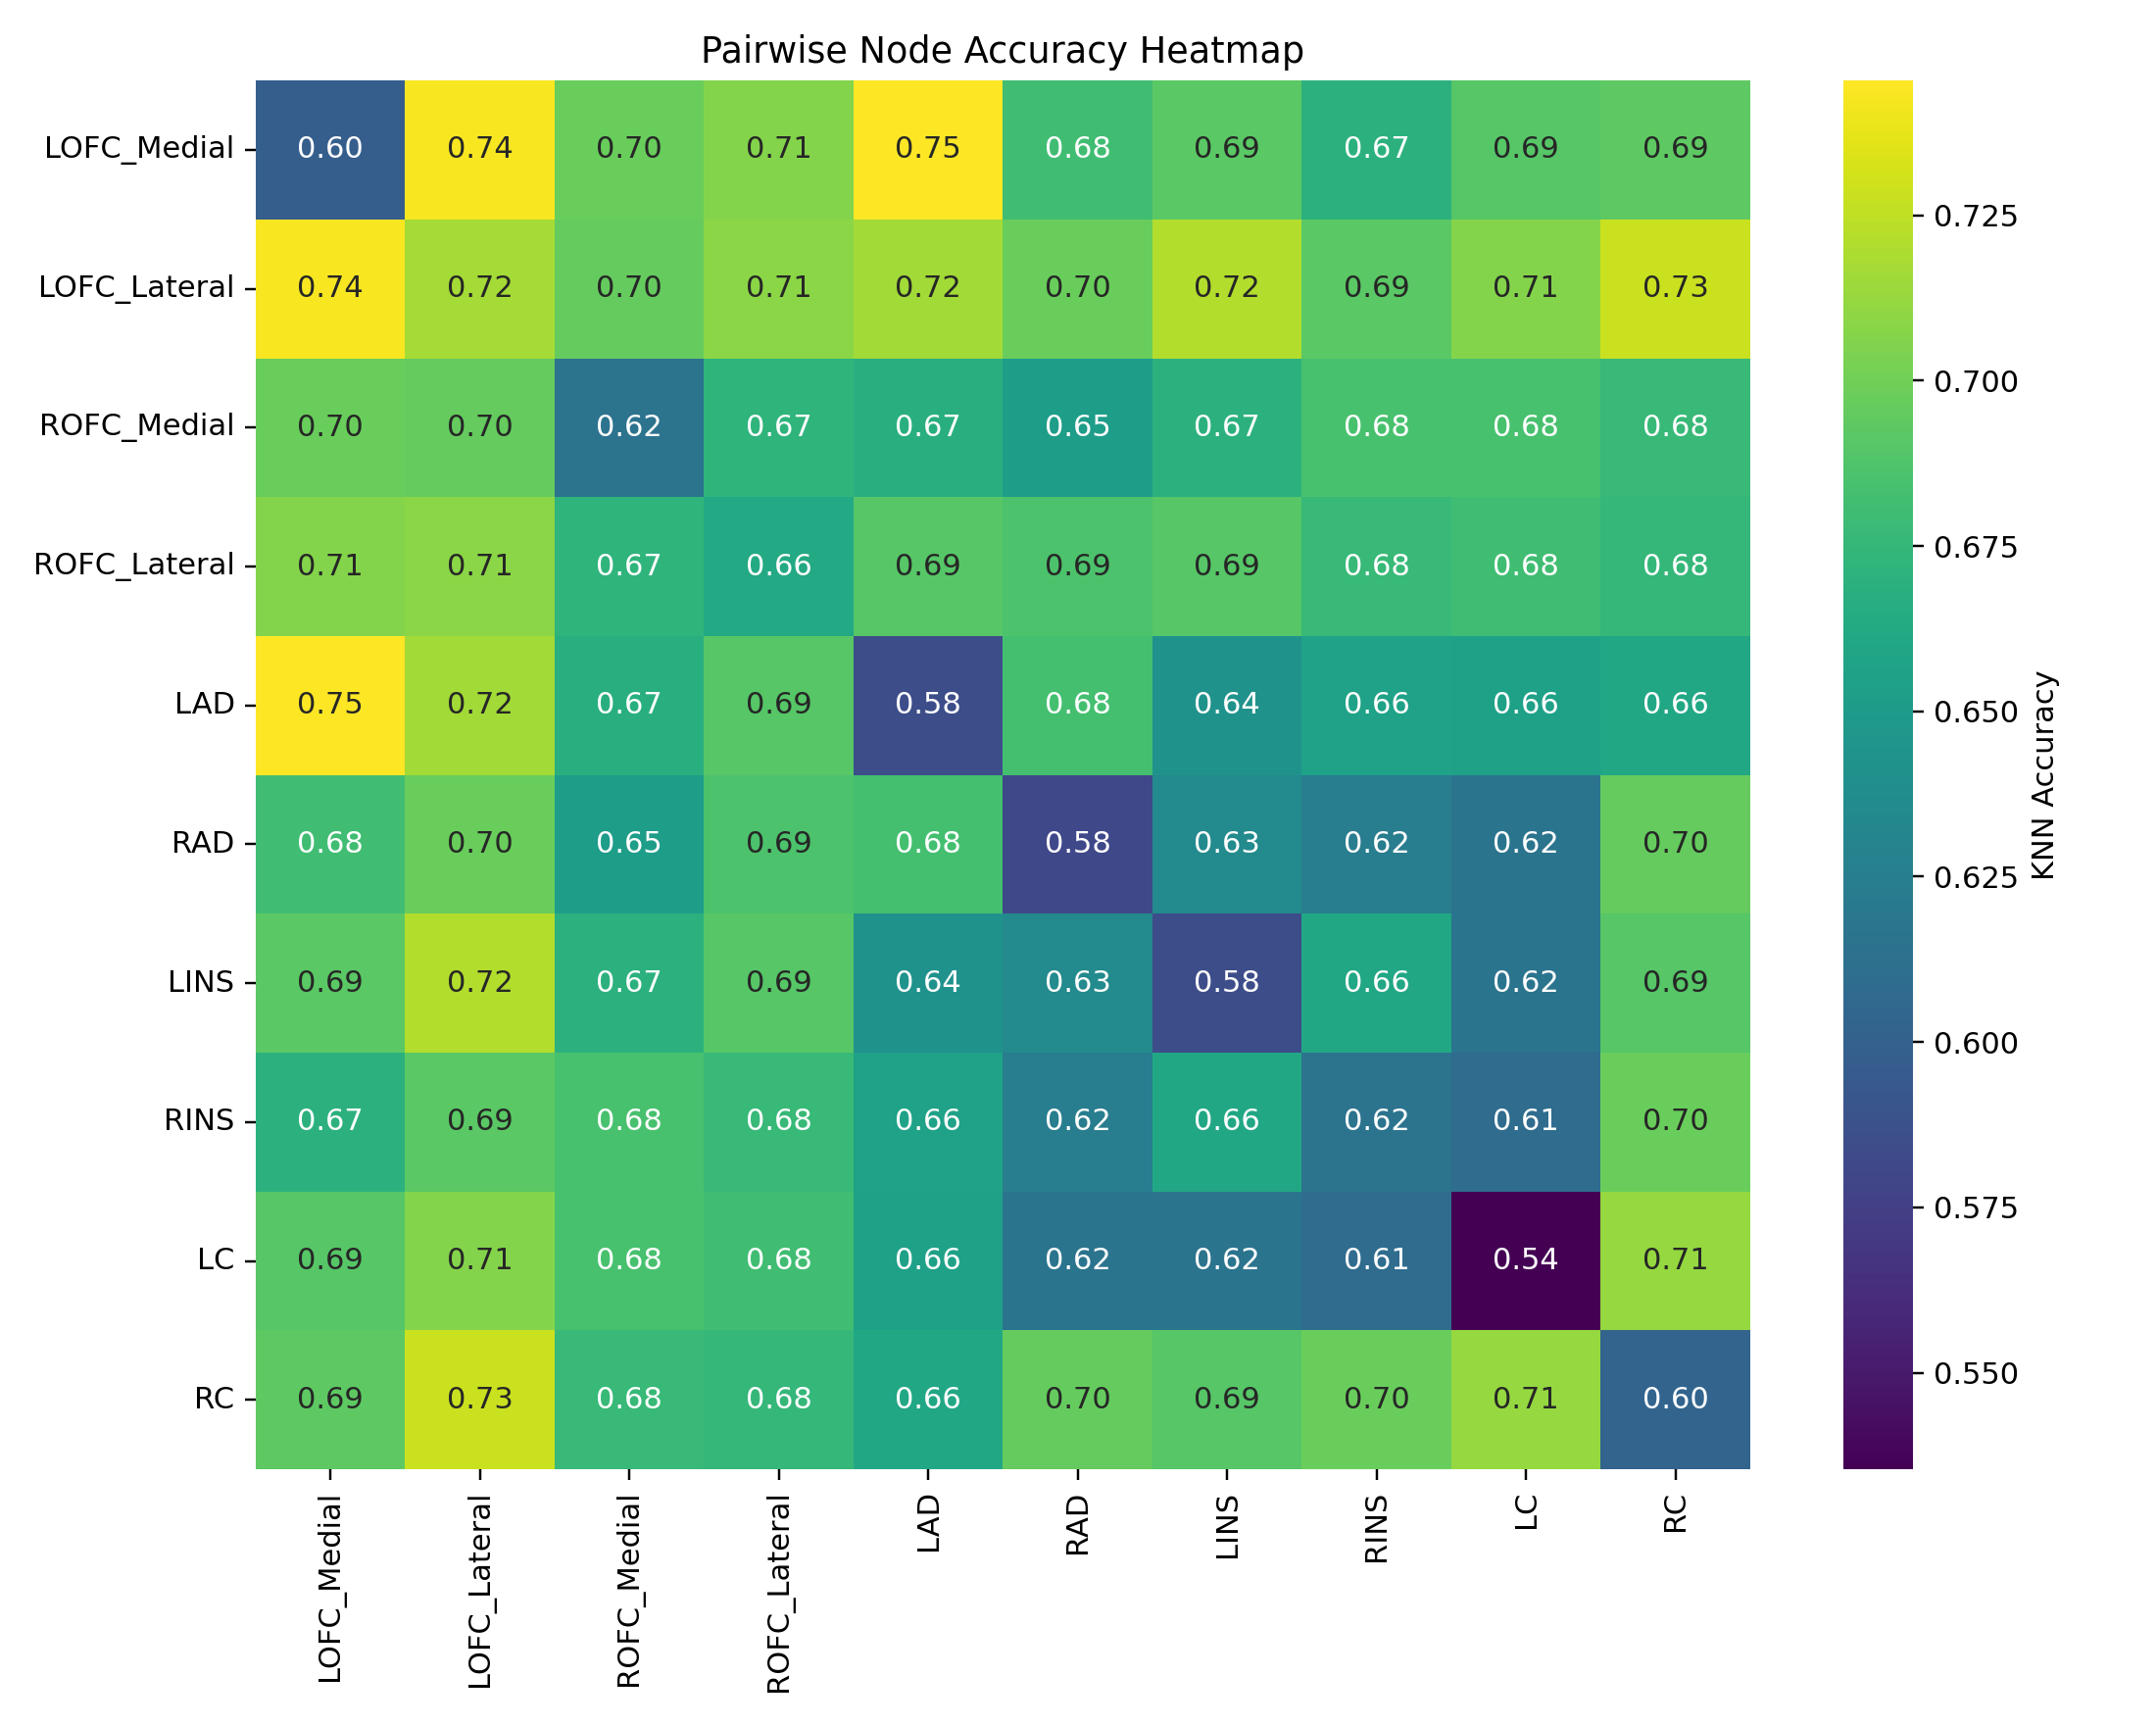 Pairwise Node Accuracy Heatmap
LOFC_Medial 0.60 0.74 0.70 0.71 0.75 0.68 0.69 0.67 0.69 0.69
LOFC_Lateral 0.74 0.72 0.70 0.71 0.72 0.70 0.72 0.69 0.71 0.73
ROFC_Medial 0.70 0.70 0.62 0.67 0.67 0.65 0.67 0.68 0.68 0.68
ROFC_Lateral 0.71 0.71 0.67 0.66 0.69 0.69 0.69 0.68 0.68 0.68
LAD 0.75 0.72 0.67 0.69 0.58 0.68 0.64 0.66 0.66 0.66
RAD 0.68 0.70 0.65 0.69 0.68 0.58 0.63 0.62 0.62 0.70
LINS 0.69 0.72 0.67 0.69 0.64 0.63 0.58 0.66 0.62 0.69
RINS 0.67 0.69 0.68 0.68 0.66 0.62 0.66 0.62 0.61 0.70
LC 0.69 0.71 0.68 0.68 0.66 0.62 0.62 0.61 0.54 0.71
RC 0.69 0.73 0.68 0.68 0.66 0.70 0.69 0.70 0.71 0.60
LOFC_Medial
LOFC_Lateral
ROFC_Medial
ROFC_Lateral
LAD
RAD
LINS
RINS
LC
RC
0.725
0.700
0.675
0.650
0.625
0.600
0.575
0.550
KNN Accuracy